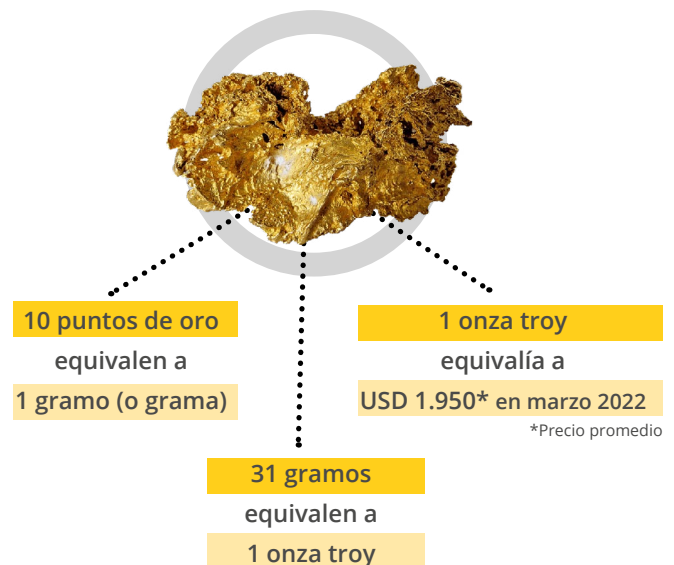 10 puntos de oro
equivalen a
1 gramo (o grama)
1 onza troy
equivalía a
USD 1.950* en marzo 2022
*Precio promedio
31 gramos
equivalen a
1 onza troy